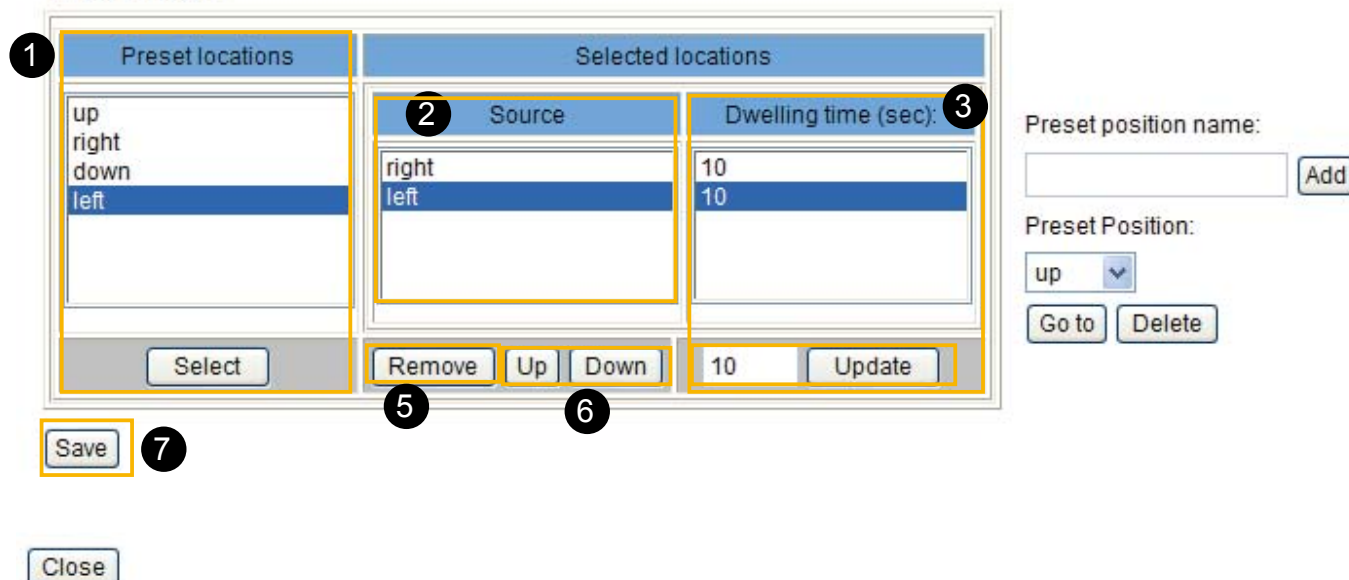 1 Preset locations Selected locations
up
right
down
left
2 Source
right
left
Dwelling time (sec): 3
10
10
Select Remove Up Down 10 Update
5 6
Preset position name:
Add
Preset Position:
up
Go to Delete
Save 7
Close